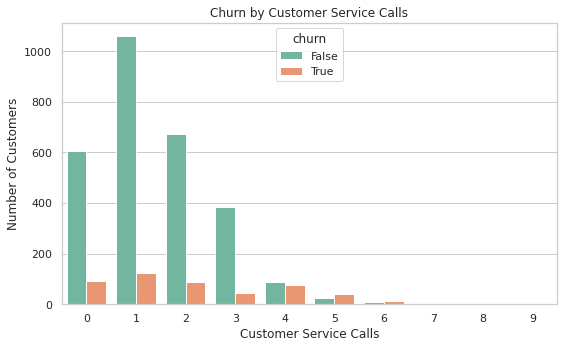 Churn by Customer Service Calls
churn
False
True
Number of Customers
1000
800
600
400
200
0
0 1 2 3 4 5 6 7 8 9
Customer Service Calls